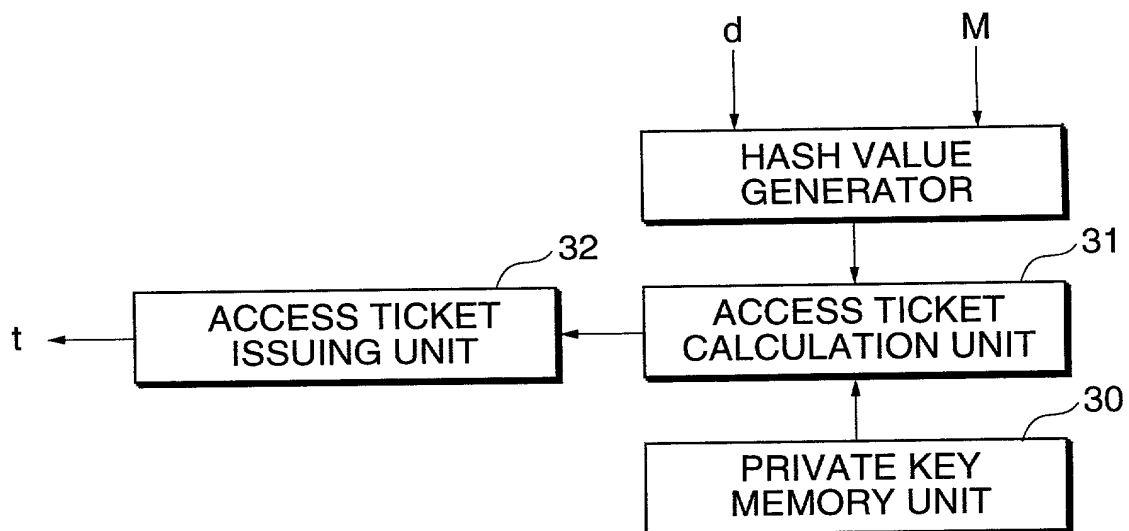 d
M
HASH VALUE
GENERATOR
32
31
ACCESS TICKET
ISSUING UNIT
ACCESS TICKET
CALCULATION UNIT
t
30
PRIVATE KEY
MEMORY UNIT